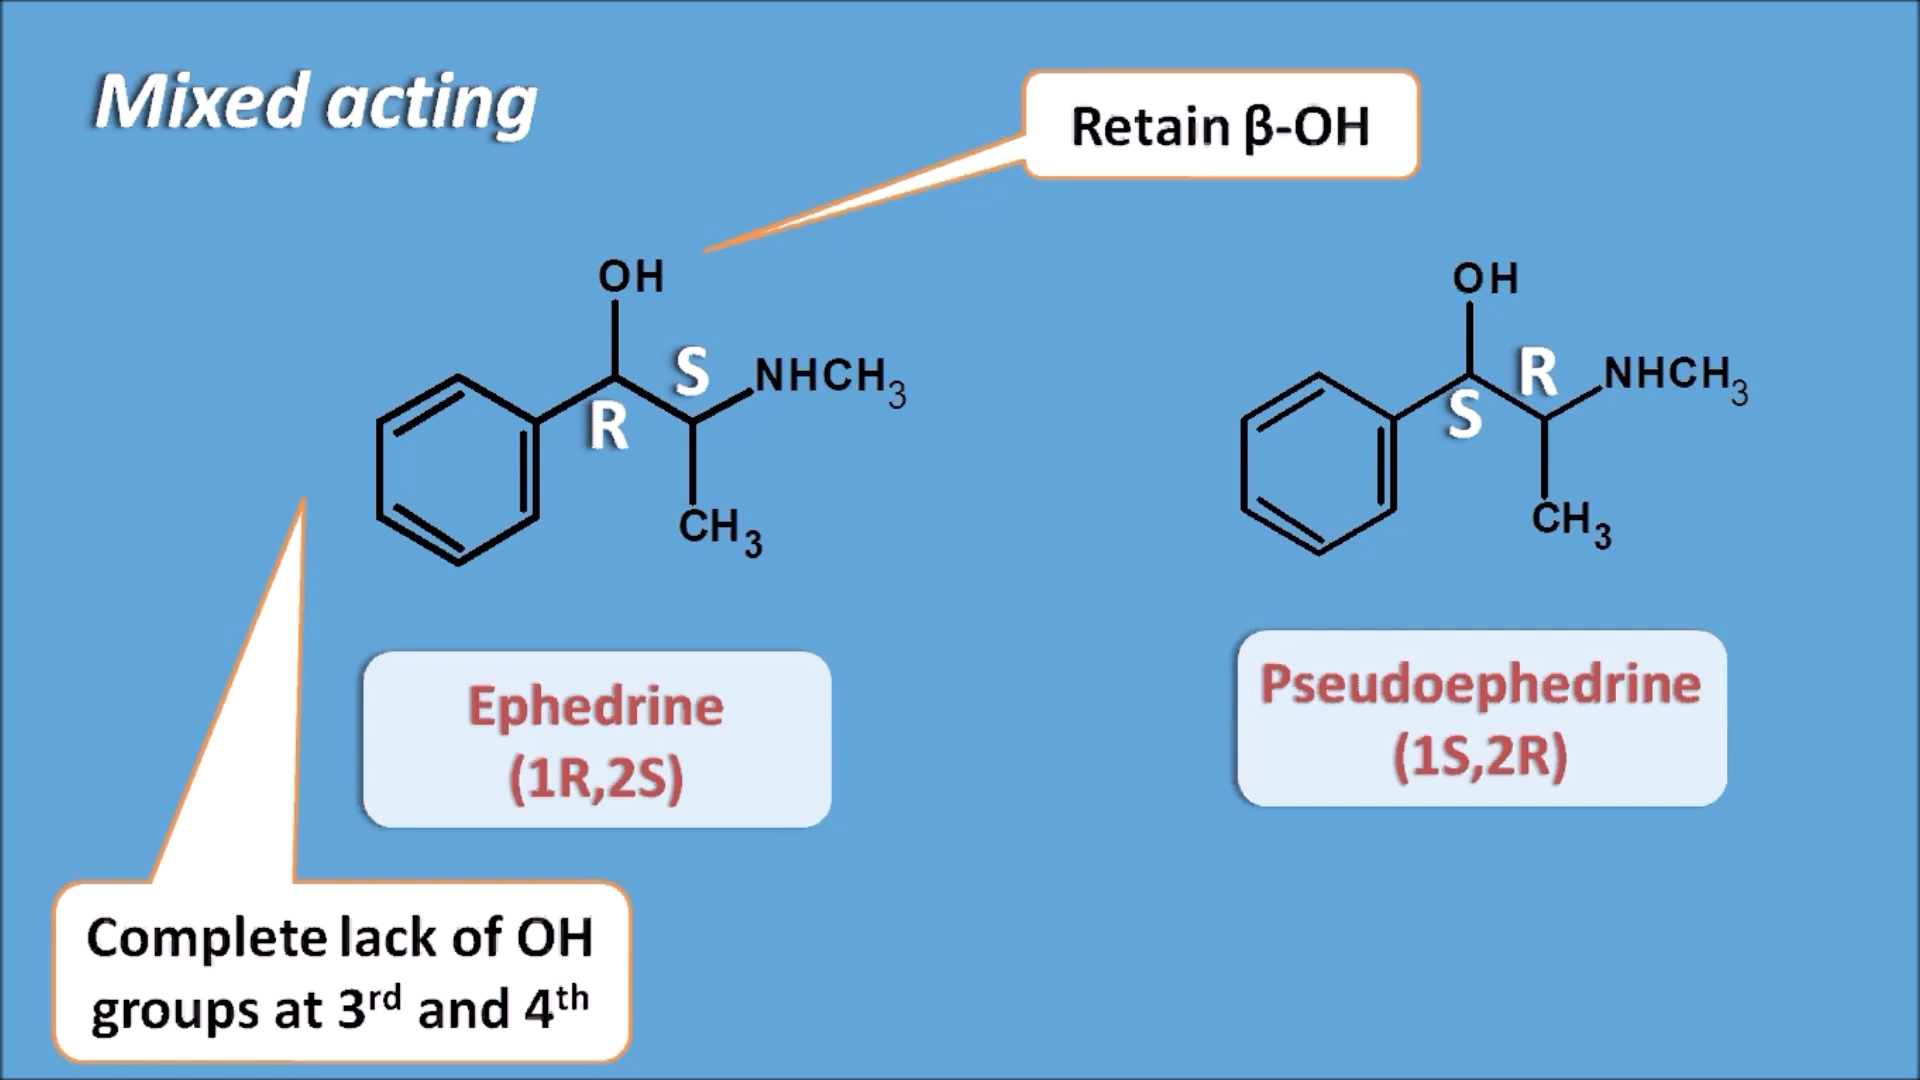 Mixed acting
Retain β-OH
OH
S
NHCH₃
R
CH₃
OH
R
NHCH₃
S
CH₃
Ephedrine
(1R,2S)
Pseudoephedrine
(1S,2R)
Complete lack of OH
groups at 3ʳᵈ and 4ᵗʰ